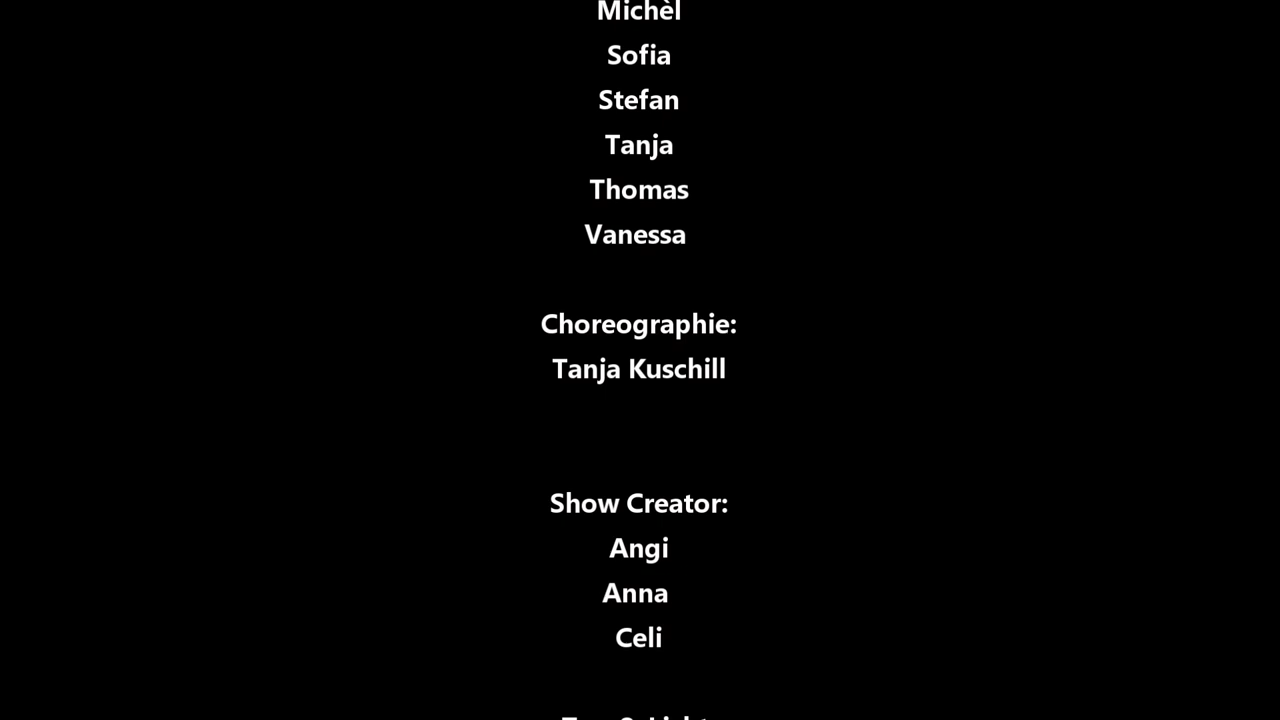 Michèl
Sofia
Stefan
Tanja
Thomas
Vanessa
Choreographie:
Tanja Kuschill
Show Creator:
Angi
Anna
Celi